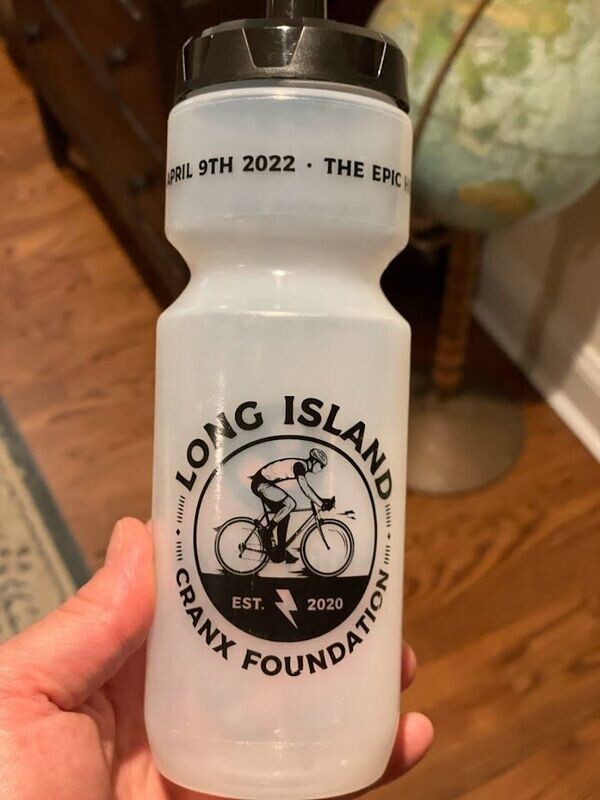 APRIL 9TH 2022 · THE EPIC
LONG ISLAND
EST. 2020
CRANX FOUNDATION